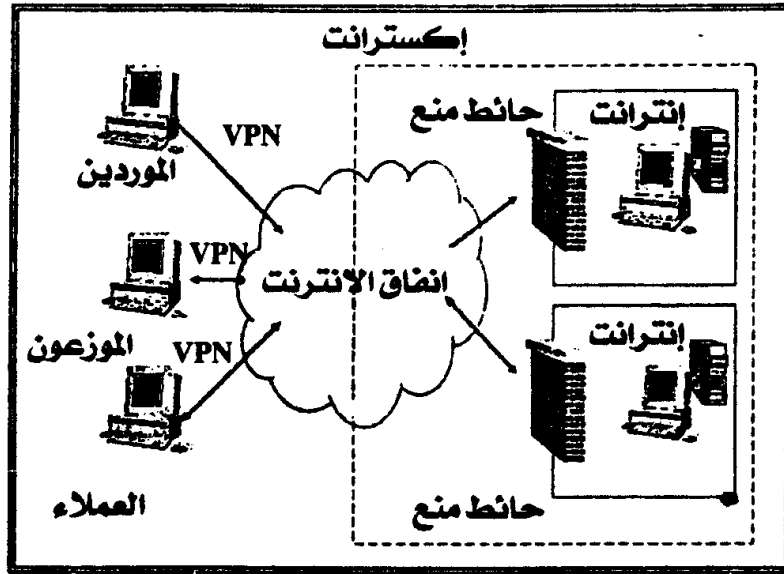 إكسترانت
إنترانت
حائط منع
VPN
الموردين
VPN
انفاق الانترنت
إنترانت
الموزعون
VPN
العملاء
حائط منع